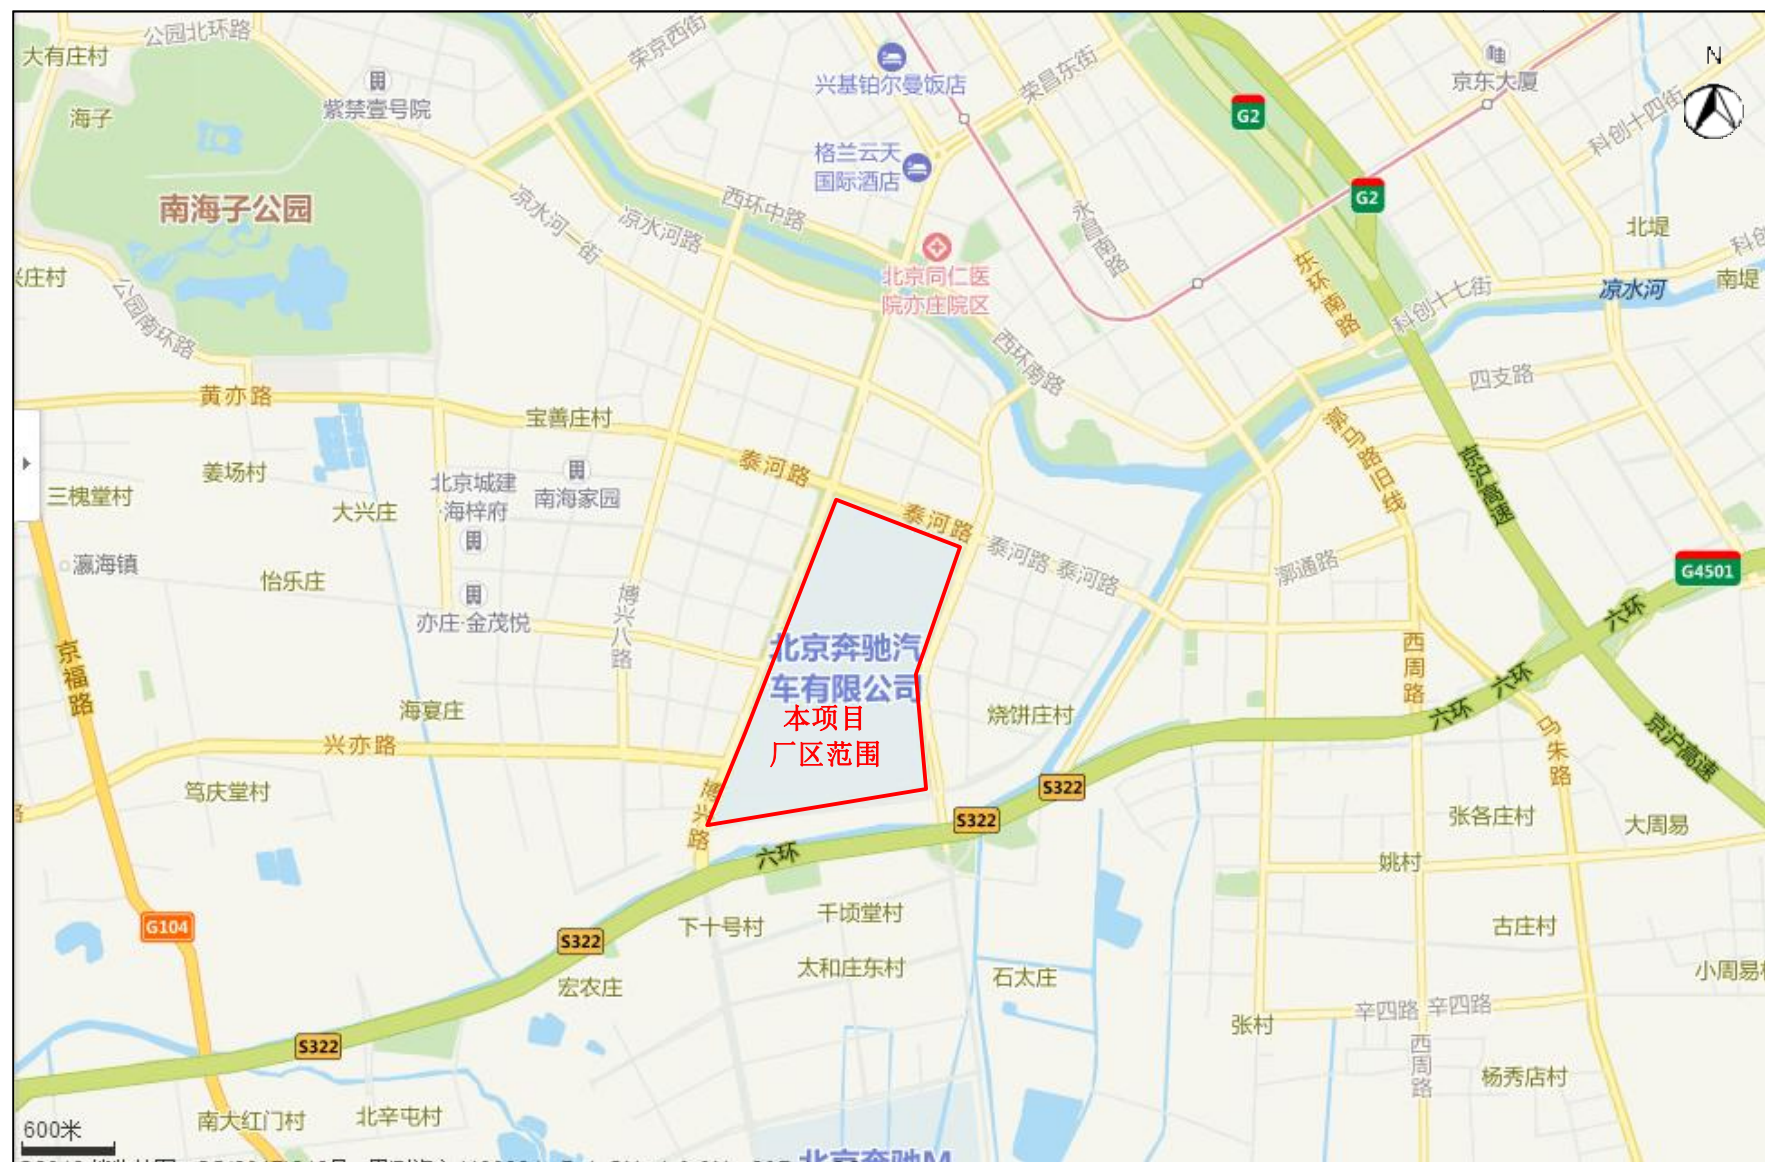 公园北环路
大有庄村
海子
紫禁壹号院
荣京西街
兴基铂尔曼饭店
荣昌东街
G2
京东大厦
N
科创十四街
格兰云天
国际酒店
G2
南海子公园
凉水河一街
凉水河路
西环中路
永昌南路
北堤
北京同仁医
院亦庄院区
东环南路
科创十七街
凉水河
南堤
公园南环路
西环南路
四支路
黄亦路
宝善庄村
漷马路旧线
京沪高速
泰河路
姜场村
三槐堂村
大兴庄
北京城建
·海梓府
南海家园
泰河路
泰河路
泰河路
漷通路
G4501
瀛海镇
怡乐庄
亦庄·金茂悦
博兴八路
六环
京福路
北京奔驰汽
车有限公司
本项目
厂区范围
西周路
六环
海夏庄
烧饼庄村
六环
马朱路
京沪高速
兴亦路
笃庆堂村
博兴路
S322
S322
张各庄村
大周易
六环
姚村
G104
S322
下十号村
千顷堂村
古庄村
太和庄东村
石太庄
宏农庄
辛四路
辛四路
张村
S322
西周路
杨秀店村
南大红门村
北辛屯村
600米